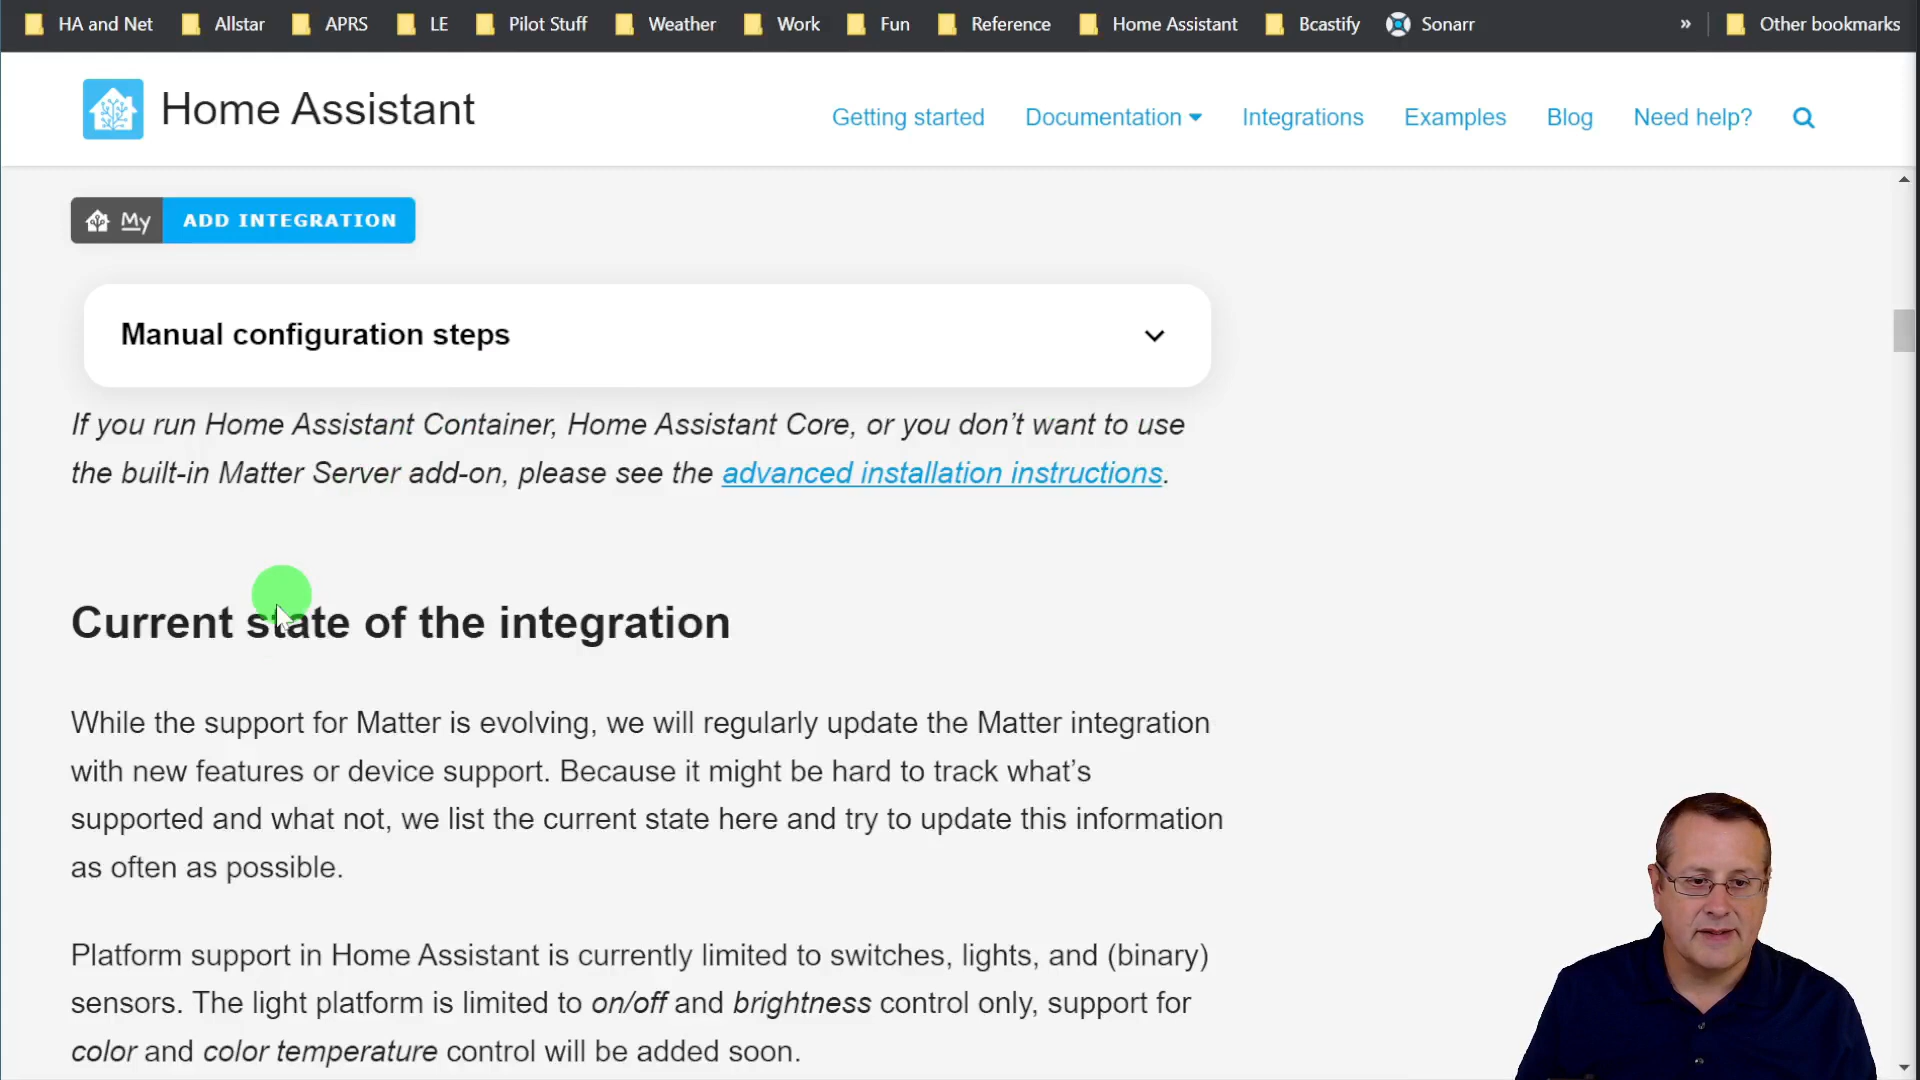 HA and Net Allstar APRS LE Pilot Stuff Weather Work Fun Reference Home Assistant Bcastify Sonarr » Other bookmarks
Home Assistant
Getting started Documentation Integrations Examples Blog Need help?
My ADD INTEGRATION
Manual configuration steps
If you run Home Assistant Container, Home Assistant Core, or you don’t want to use
the built-in Matter Server add-on, please see the advanced installation instructions.
Current state of the integration
While the support for Matter is evolving, we will regularly update the Matter integration
with new features or device support. Because it might be hard to track what’s
supported and what not, we list the current state here and try to update this information
as often as possible.
Platform support in Home Assistant is currently limited to switches, lights, and (binary)
sensors. The light platform is limited to on/off and brightness control only, support for
color and color temperature control will be added soon.